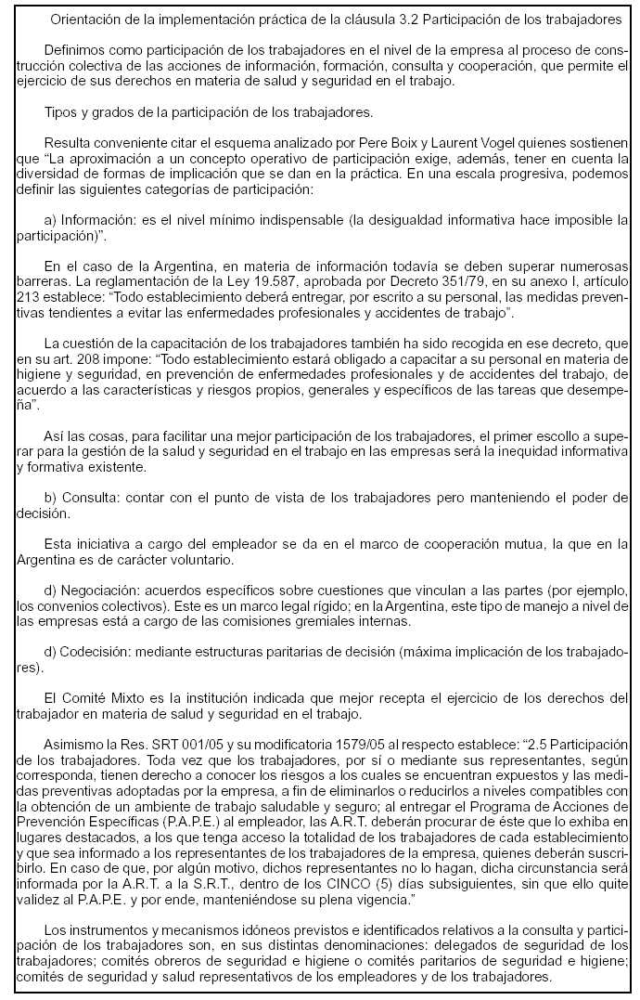 Orientación de la implementación práctica de la cláusula 3.2 Participación de los trabajadores
Definimos como participación de los trabajadores en el nivel de la empresa al proceso de cons-
trucción colectiva de las acciones de información, formación, consulta y cooperación, que permite el
ejercicio de sus derechos en materia de salud y seguridad en el trabajo.
Tipos y grados de la participación de los trabajadores.
Resulta conveniente citar el esquema analizado por Pere Boix y Laurent Vogel quienes sostienen
que “La aproximación a un concepto operativo de participación exige, además, tener en cuenta la
diversidad de formas de implicación que se dan en la práctica. En una escala progresiva, podemos
definir las siguientes categorías de participación:
a) Información: es el nivel mínimo indispensable (la desigualdad informativa hace imposible la
participación)”.
En el caso de la Argentina, en materia de información todavía se deben superar numerosas
barreras. La reglamentación de la Ley 19.587, aprobada por Decreto 351/79, en su anexo I, artículo
213 establece: “Todo establecimiento deberá entregar, por escrito a su personal, las medidas preven-
tivas tendientes a evitar las enfermedades profesionales y accidentes de trabajo”.
La cuestión de la capacitación de los trabajadores también ha sido recogida en ese decreto, que
en su art. 208 impone: “Todo establecimiento estará obligado a capacitar a su personal en materia de
higiene y seguridad, en prevención de enfermedades profesionales y de accidentes del trabajo, de
acuerdo a las características y riesgos propios, generales y específicos de las tareas que desempe-
ña”.
Así las cosas, para facilitar una mejor participación de los trabajadores, el primer escollo a supe-
rar para la gestión de la salud y seguridad en el trabajo en las empresas será la inequidad informativa
y formativa existente.
b) Consulta: contar con el punto de vista de los trabajadores pero manteniendo el poder de
decisión.
Esta iniciativa a cargo del empleador se da en el marco de cooperación mutua, la que en la
Argentina es de carácter voluntario.
d) Negociación: acuerdos específicos sobre cuestiones que vinculan a las partes (por ejemplo,
los convenios colectivos). Este es un marco legal rígido; en la Argentina, este tipo de manejo a nivel de
las empresas está a cargo de las comisiones gremiales internas.
d) Codecisión: mediante estructuras paritarias de decisión (máxima implicación de los trabajado-
res).
El Comité Mixto es la institución indicada que mejor recepta el ejercicio de los derechos del
trabajador en materia de salud y seguridad en el trabajo.
Asimismo la Res. SRT 001/05 y su modificatoria 1579/05 al respecto establece: “2.5 Participación
de los trabajadores. Toda vez que los trabajadores, por sí o mediante sus representantes, según
corresponda, tienen derecho a conocer los riesgos a los cuales se encuentran expuestos y las medi-
das preventivas adoptadas por la empresa, a fin de eliminarlos o reducirlos a niveles compatibles con
la obtención de un ambiente de trabajo saludable y seguro; al entregar el Programa de Acciones de
Prevención Específicas (P.A.P.E.) al empleador, las A.R.T. deberán procurar de éste que lo exhiba en
lugares destacados, a los que tenga acceso la totalidad de los trabajadores de cada establecimiento
y que sea informado a los representantes de los trabajadores de la empresa, quienes deberán suscri-
birlo. En caso de que, por algún motivo, dichos representantes no lo hagan, dicha circunstancia será
informada por la A.R.T. a la S.R.T., dentro de los CINCO (5) días subsiguientes, sin que ello quite
validez al P.A.P.E. y por ende, manteniéndose su plena vigencia.”
Los instrumentos y mecanismos idóneos previstos e identificados relativos a la consulta y partici-
pación de los trabajadores son, en sus distintas denominaciones: delegados de seguridad de los
trabajadores; comités obreros de seguridad e higiene o comités paritarios de seguridad e higiene;
comités de seguridad y salud representativos de los empleadores y de los trabajadores.